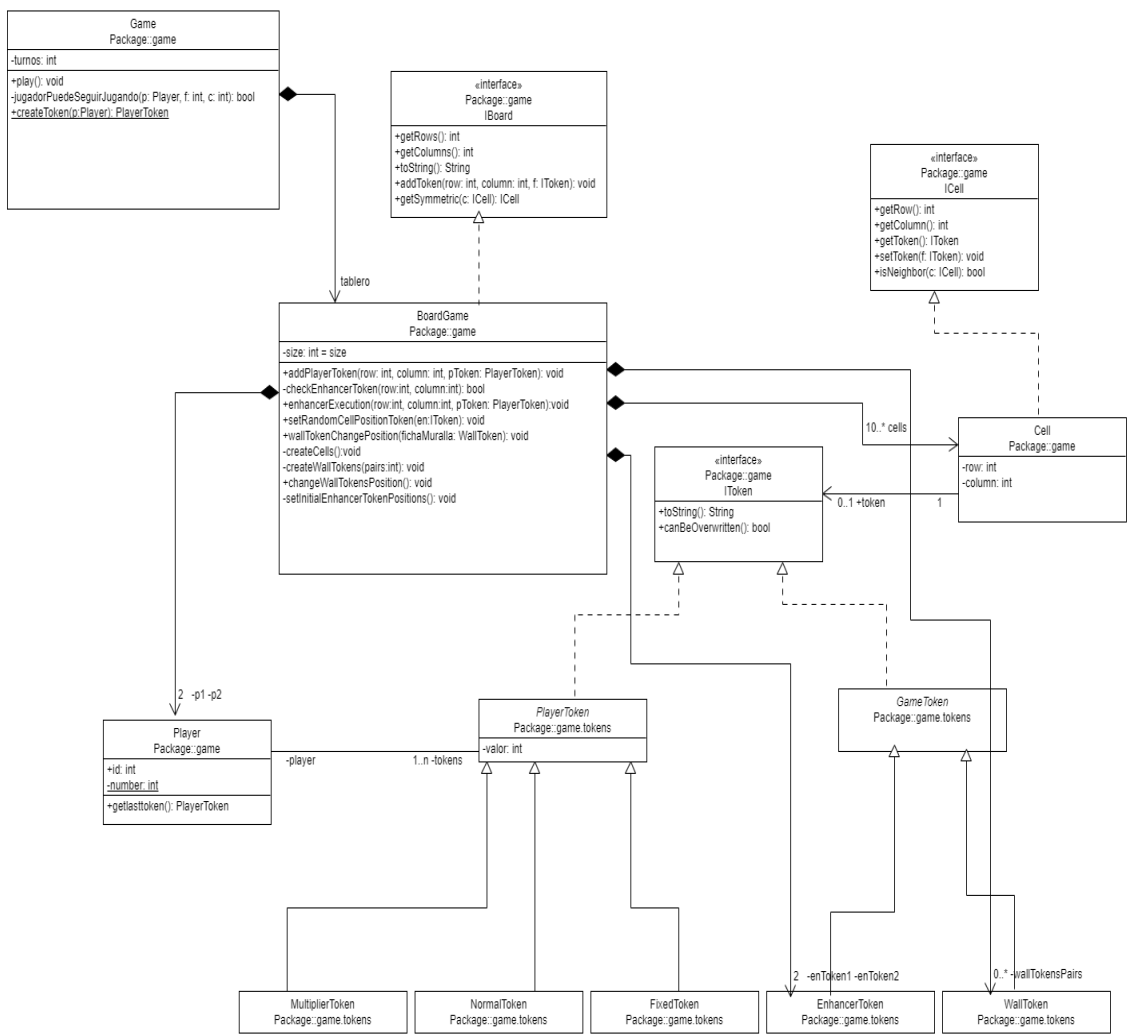 Game
Package::game
-turnos: int
+play(): void
-jugadorPuedeSeguirJugando(p: Player, f: int, c: int): bool
+createToken(p:Player): PlayerToken
«interface»
Package::game
IBoard
+getRows(): int
+getColumns(): int
+toString(): String
+addToken(row: int, column: int, f: IToken): void
+getSymmetric(c: ICell): ICell
«interface»
Package::game
ICell
+getRow(): int
+getColumn(): int
+getToken(): IToken
+setToken(f: IToken): void
+isNeighbor(c: ICell): bool
tablero
BoardGame
Package::game
-size: int = size
+addPlayerToken(row: int, column: int, pToken: PlayerToken): void
-checkEnhancerToken(row:int, column:int): bool
+enhancerExecution(row:int, column:int, pToken: PlayerToken):void
+setRandomCellPositionToken(en:IToken): void
+wallTokenChangePosition(fichaMuralla: WallToken): void
-createCells():void
-createWallTokens(pairs:int): void
+changeWallTokensPosition(): void
-setInitialEnhancerTokenPositions(): void
10..* cells
Cell
Package::game
-row: int
-column: int
«interface»
Package::game
IToken
+toString(): String
+canBeOverwritten(): bool
0..1 +token
1
2 -p1 -p2
Player
Package::game
+id: int
-number: int
+getlasttoken(): PlayerToken
-player
1..n -tokens
PlayerToken
Package::game.tokens
-valor: int
GameToken
Package::game.tokens
2 -enToken1 -enToken2
0..* -wallTokensPairs
MultiplierToken
Package::game.tokens
NormalToken
Package::game.tokens
FixedToken
Package::game.tokens
EnhancerToken
Package::game.tokens
WallToken
Package::game.tokens